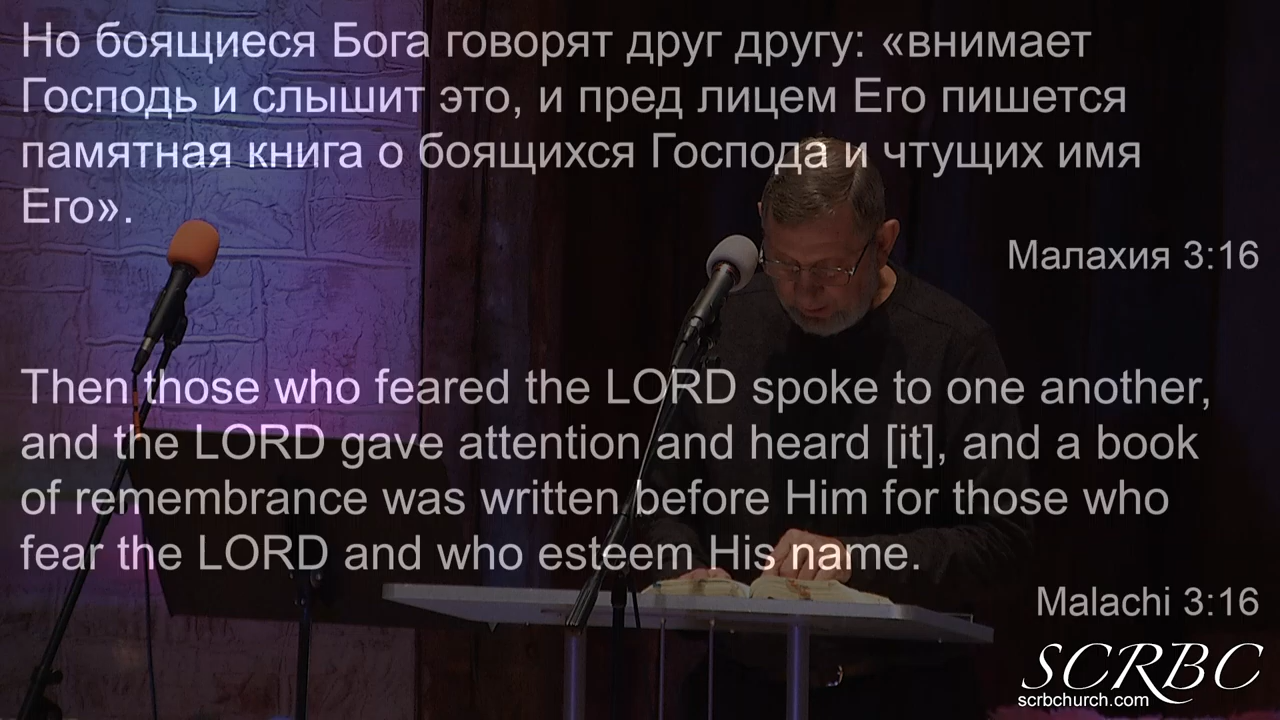 Но боящиеся Бога говорят друг другу: «внимает
Господь и слышит это, и пред лицем Его пишется
памятная книга о боящихся Господа и чтущих имя
Его».
Малахия 3:16
Then those who feared the LORD spoke to one another,
and the LORD gave attention and heard [it], and a book
of remembrance was written before Him for those who
fear the LORD and who esteem His name.
Malachi 3:16
SCRBC
scrbchurch.com